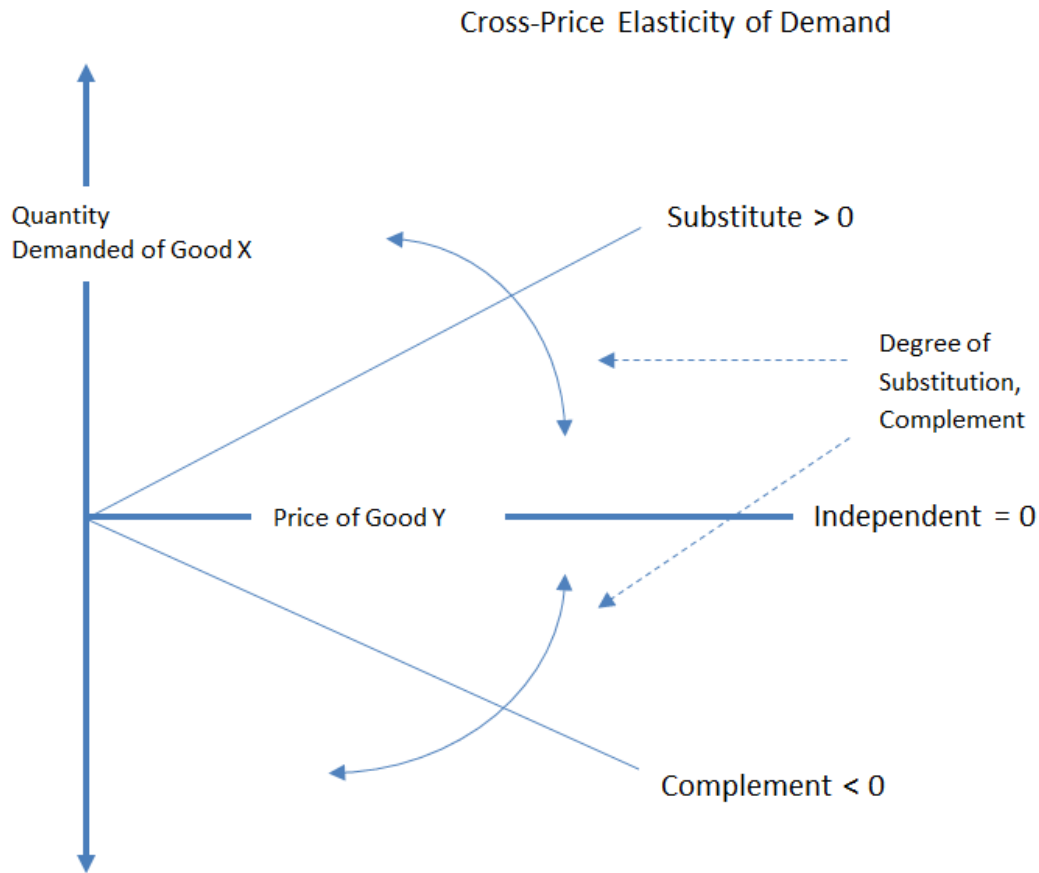 Cross-Price Elasticity of Demand
Quantity
Demanded of Good X
Substitute > 0
Degree of
Substitution,
Complement
Price of Good Y
Independent = 0
Complement < 0